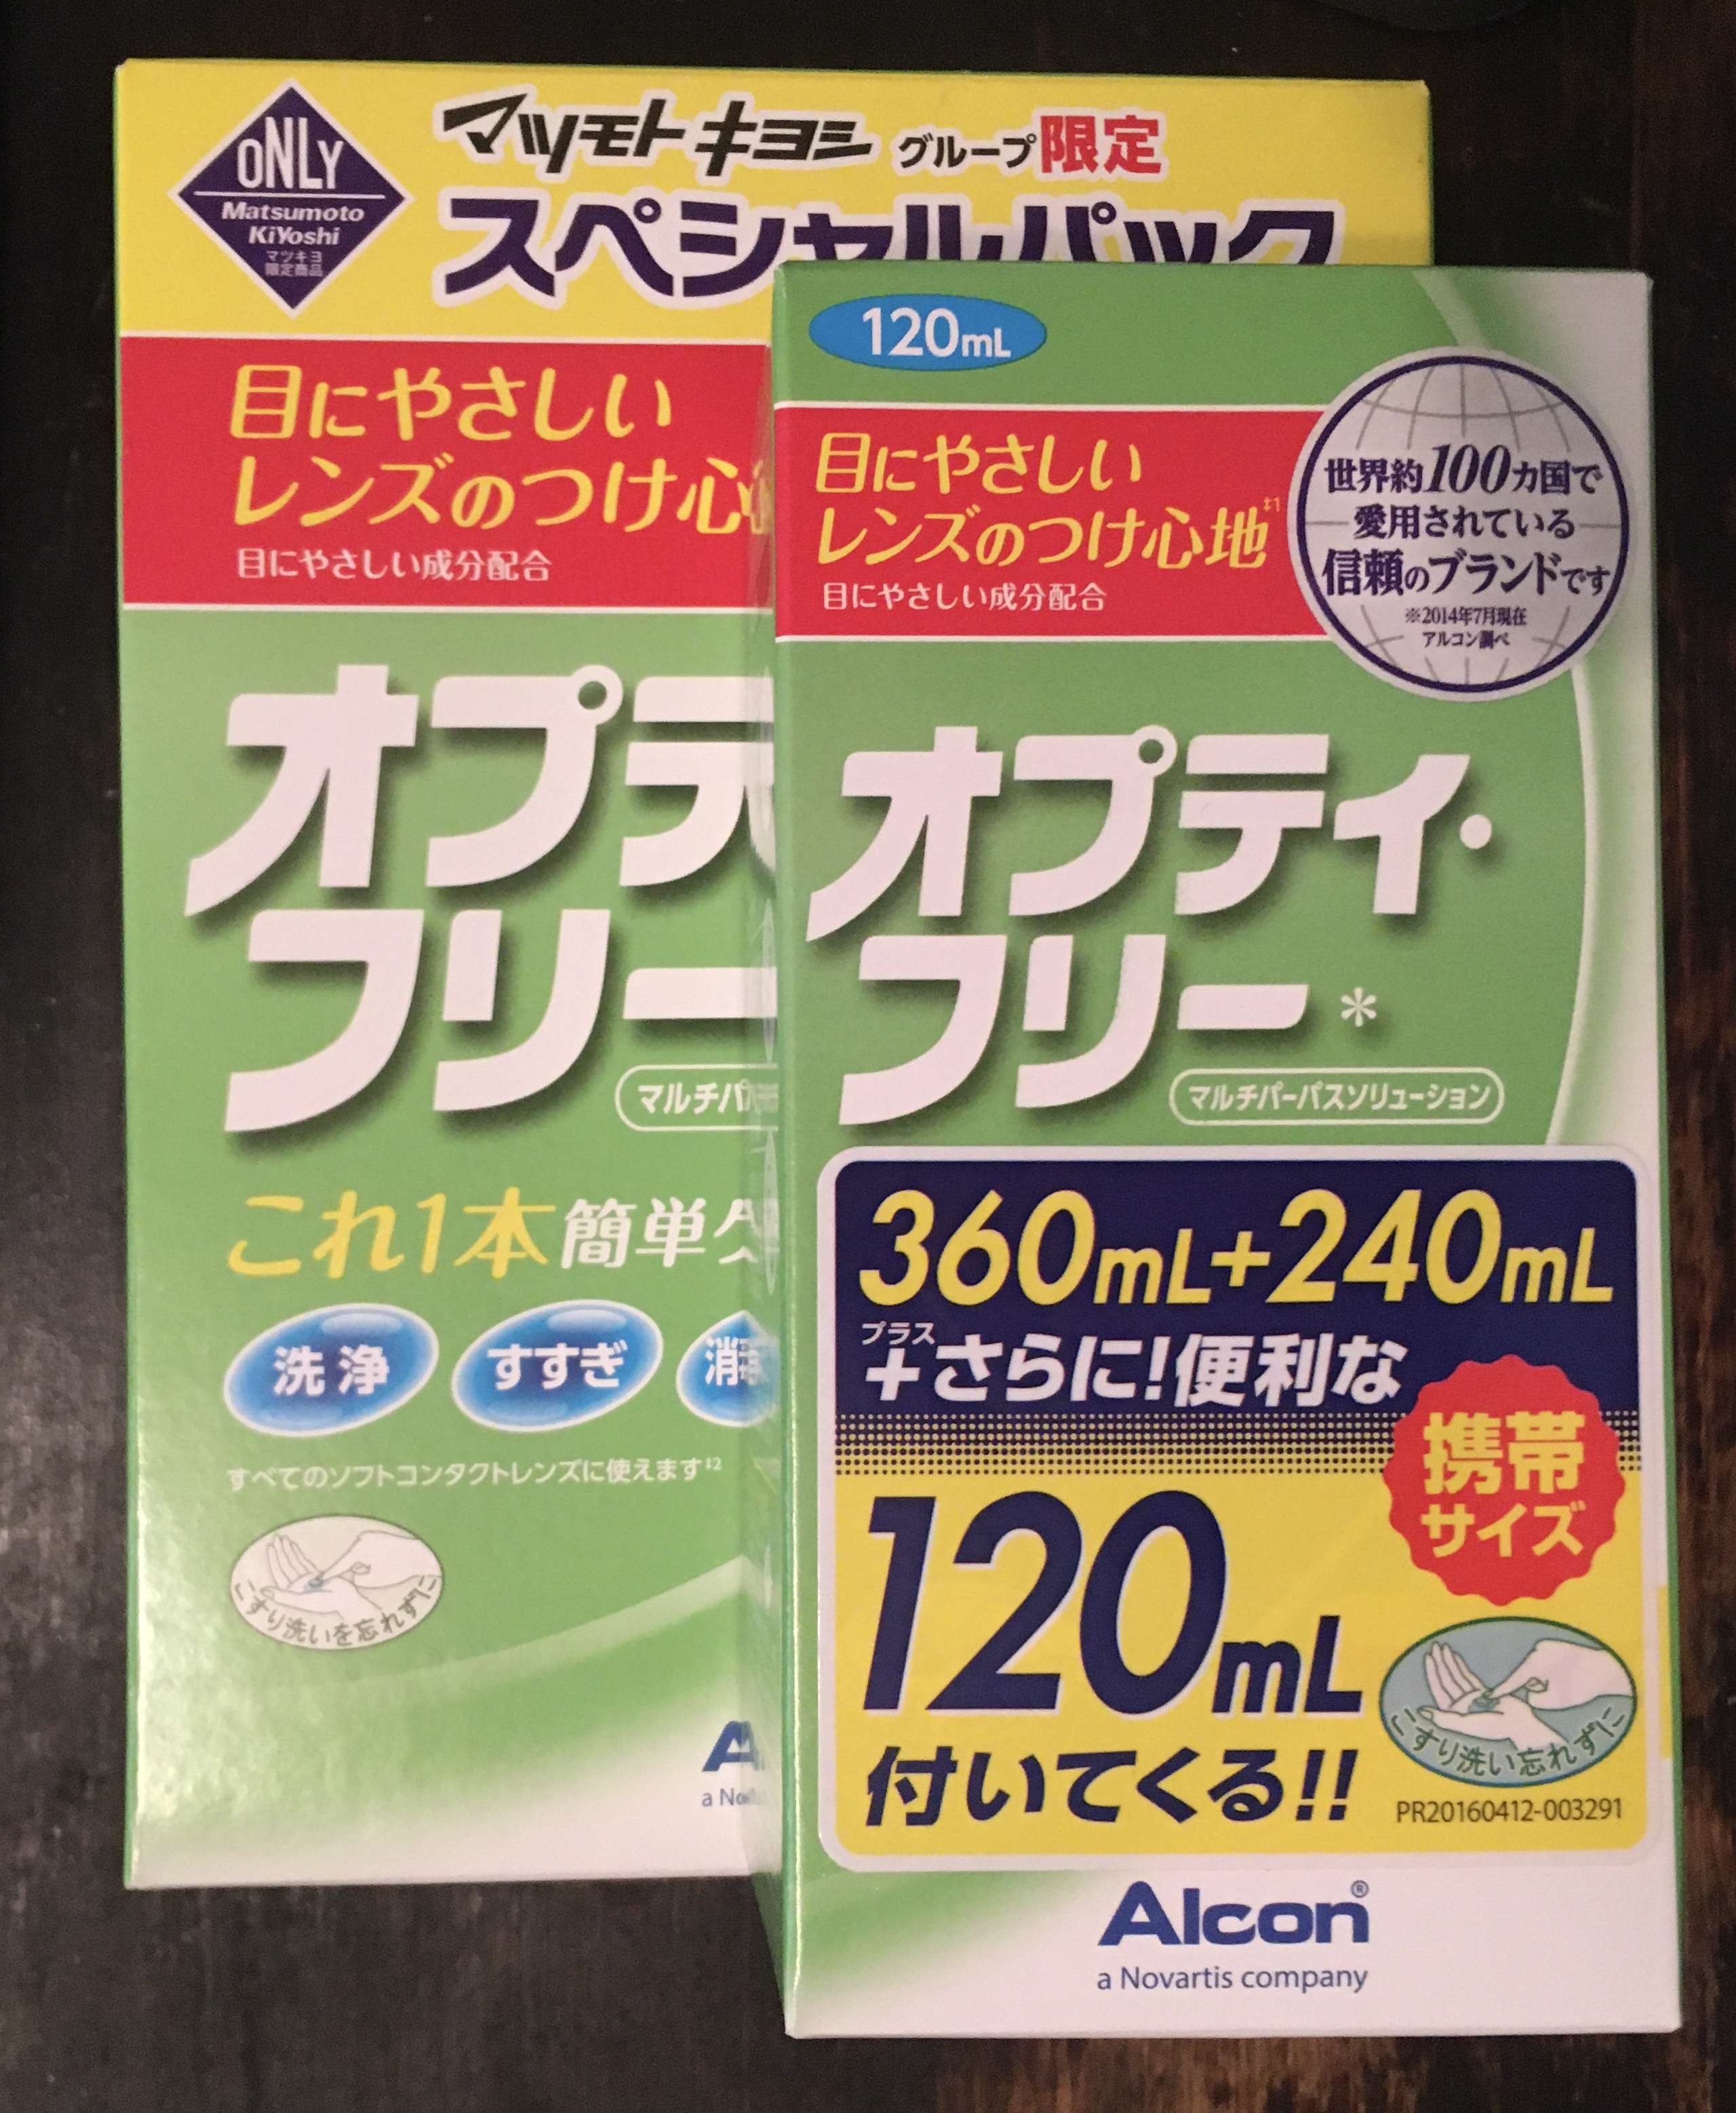 ONLY
Matsumoto
KiYoshi
マツキヨ
限定商品
マツモトキヨシ グループ限定
スペシャルパック
目にやさしい
レンズのつけ心
目にやさしい成分配合
オプテ
フリー
マルチパ
これ1本簡単
洗浄 すすぎ 消毒
すべてのソフトコンタクトレンズに使えます‡2
こすり洗いを忘れずに
120mL
目にやさしい
レンズのつけ心地‡1
目にやさしい成分配合
世界約100カ国で
愛用されている
信頼のブランドです
※2014年7月現在
アルコン調べ
オプティ・
フリー*
マルチパーパスソリューション
360mL+240mL
プラス
+さらに!便利な
携帯
サイズ
120mL
付いてくる!!
こすり洗い忘れずに
PR20160412-003291
Alcon®
a Novartis company